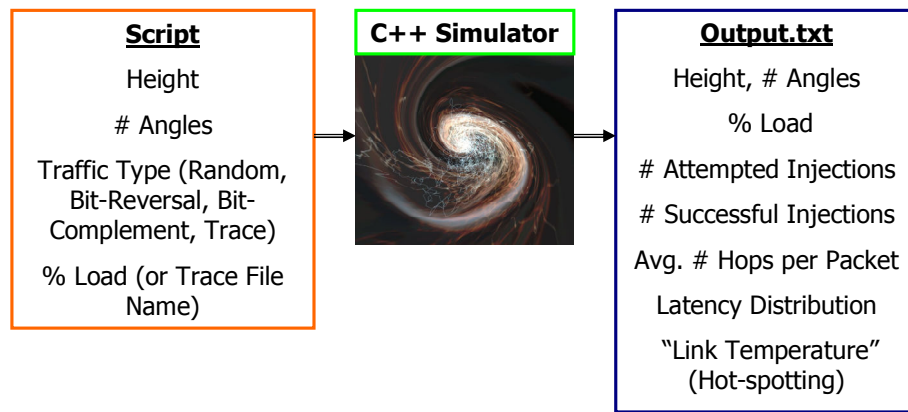 Script
Height
# Angles
Traffic Type (Random,
Bit-Reversal, Bit-
Complement, Trace)
% Load (or Trace File
Name)
C++ Simulator
Output.txt
Height, # Angles
% Load
# Attempted Injections
# Successful Injections
Avg. # Hops per Packet
Latency Distribution
“Link Temperature”
(Hot-spotting)